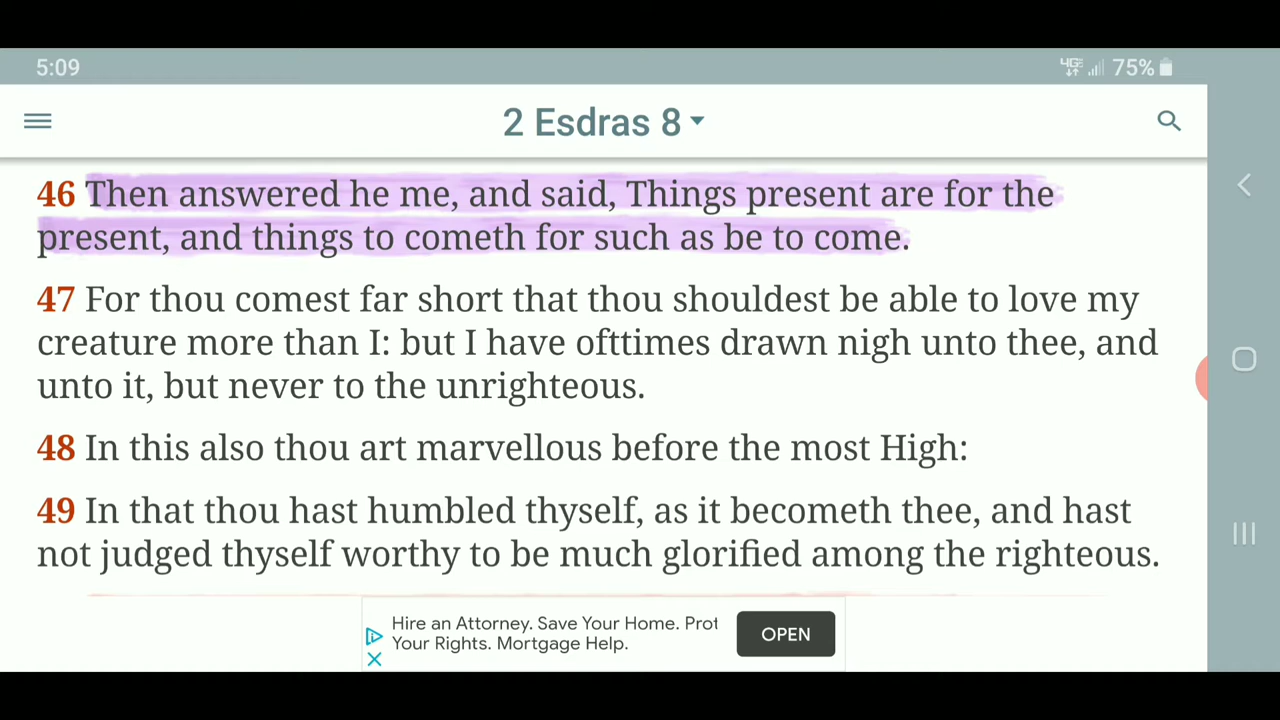 5:09
4G 75%
2 Esdras 8
46 Then answered he me, and said, Things present are for the
present, and things to cometh for such as be to come.
47 For thou comest far short that thou shouldest be able to love my
creature more than I: but I have ofttimes drawn nigh unto thee, and
unto it, but never to the unrighteous.
48 In this also thou art marvellous before the most High:
49 In that thou hast humbled thyself, as it becometh thee, and hast
not judged thyself worthy to be much glorified among the righteous.
Hire an Attorney. Save Your Home. Prot
Your Rights. Mortgage Help.
OPEN